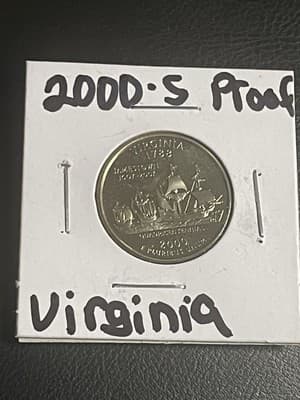 2000-S Proof
VIRGINIA
1788
JAMESTOWN
1607-2007
QUADRICENTENNIAL
2000
E PLURIBUS UNUM
Virginia